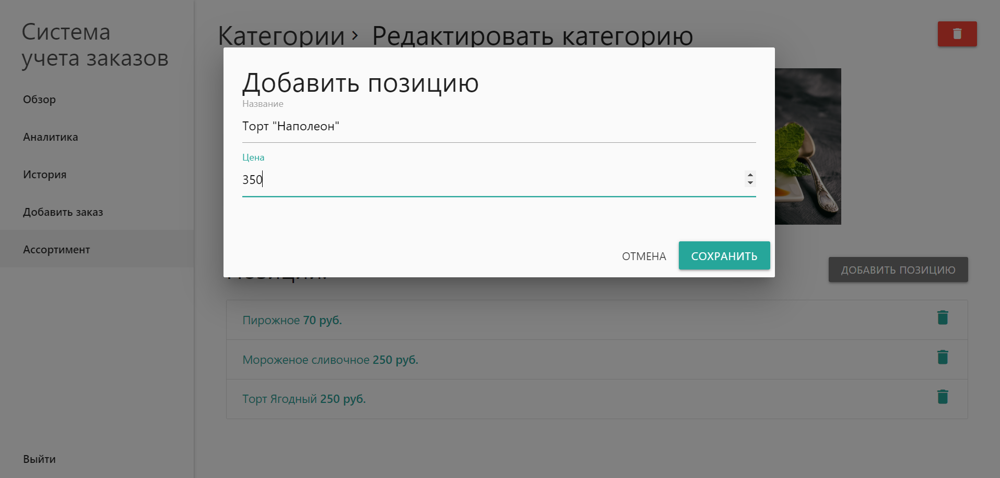 Система
учета заказов
Обзор
Аналитика
История
Добавить заказ
Ассортимент
Выйти
Категории
Редактировать категорию
Добавить позицию
Название
Торт "Наполеон"
Цена
350
ОТМЕНА
СОХРАНИТЬ
ДОБАВИТЬ ПОЗИЦИЮ
Пирожное 70 руб.
Мороженое сливочное 250 руб.
Торт Ягодный 250 руб.